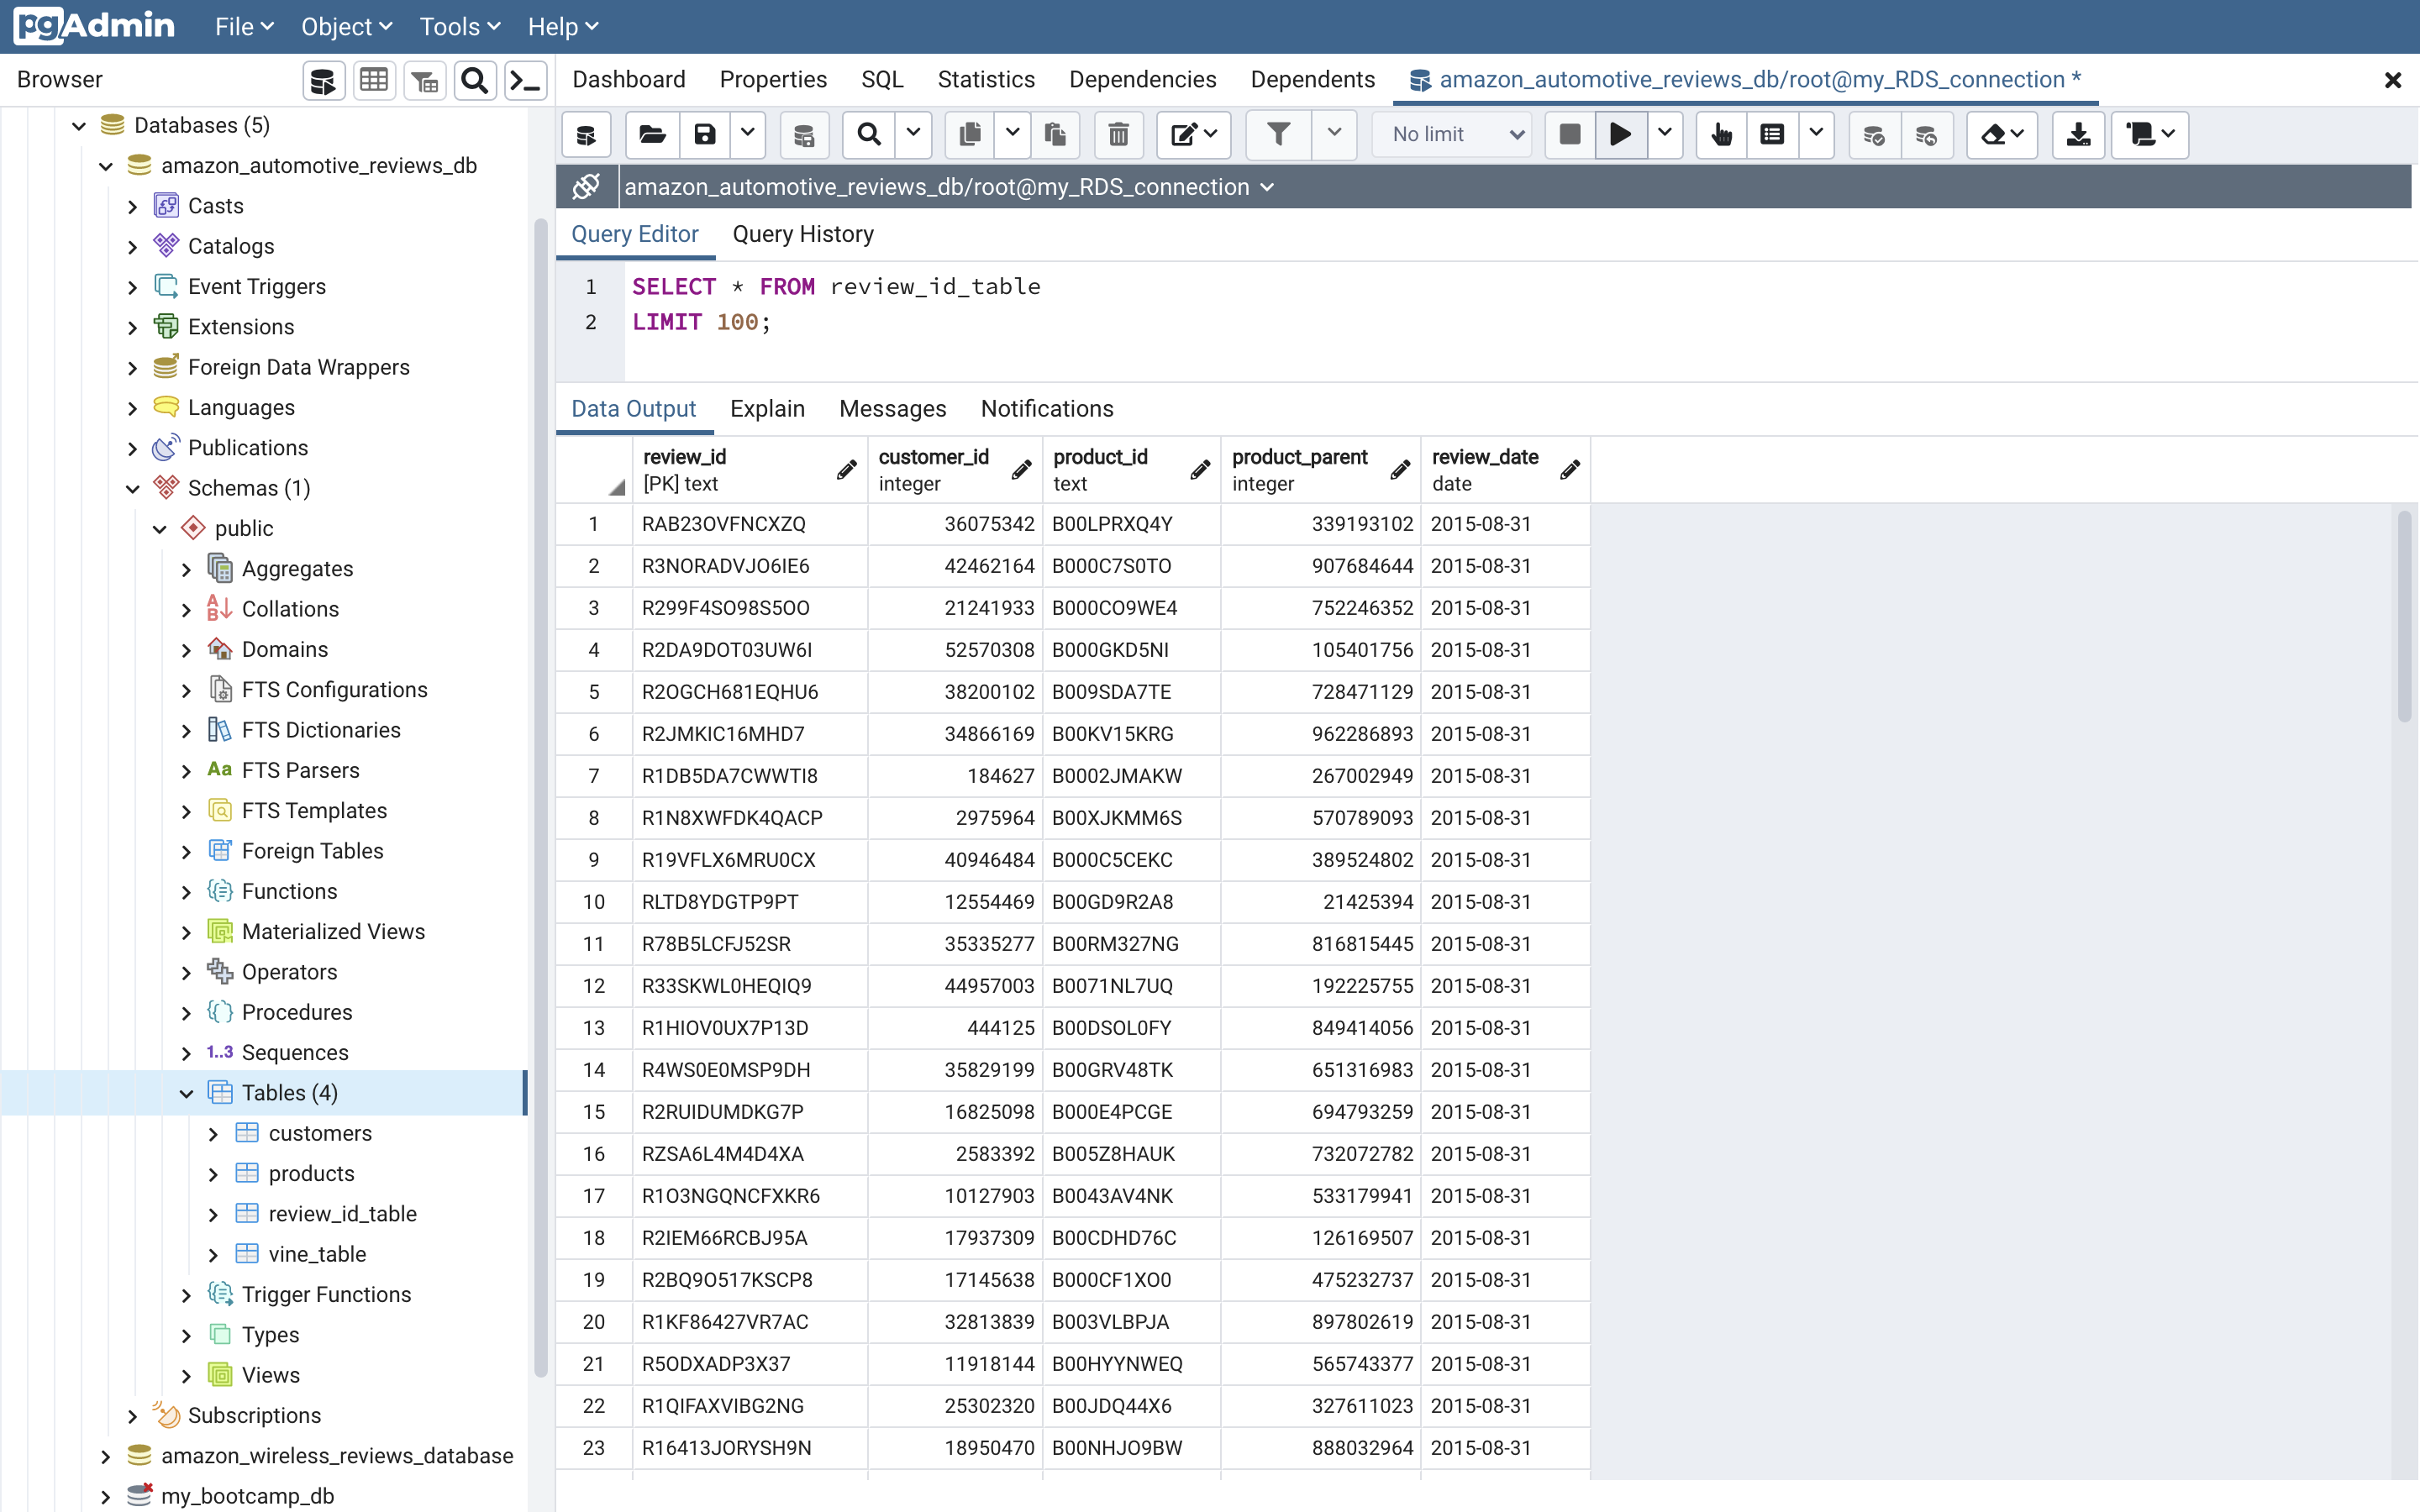 pgAdmin File Object Tools Help
Browser
Dashboard Properties SQL Statistics Dependencies Dependents amazon_automotive_reviews_db/root@my_RDS_connection *
Databases (5)
amazon_automotive_reviews_db
Casts
Catalogs
Event Triggers
Extensions
Foreign Data Wrappers
Languages
Publications
Schemas (1)
public
Aggregates
Collations
Domains
FTS Configurations
FTS Dictionaries
Aa FTS Parsers
FTS Templates
Foreign Tables
Functions
Materialized Views
Operators
Procedures
1..3 Sequences
Tables (4)
customers
products
review_id_table
vine_table
Trigger Functions
Types
Views
Subscriptions
amazon_wireless_reviews_database
my_bootcamp_db
No limit
amazon_automotive_reviews_db/root@my_RDS_connection
Query Editor Query History
1 SELECT * FROM review_id_table
2 LIMIT 100;
Data Output Explain Messages Notifications
review_id customer_id product_id product_parent review_date
[PK] text integer text integer date
1 RAB23OVFNCXZQ 36075342 B00LPRXQ4Y 339193102 2015-08-31
2 R3NORADVJO6IE6 42462164 B000C7S0TO 907684644 2015-08-31
3 R299F4SO98S5OO 21241933 B000CO9WE4 752246352 2015-08-31
4 R2DA9DOT03UW6I 52570308 B000GKD5NI 105401756 2015-08-31
5 R2OGCH681EQHU6 38200102 B009SDA7TE 728471129 2015-08-31
6 R2JMKIC16MHD7 34866169 B00KV15KRG 962286893 2015-08-31
7 R1DB5DA7CWWTI8 184627 B0002JMAKW 267002949 2015-08-31
8 R1N8XWFDK4QACP 2975964 B00XJKMM6S 570789093 2015-08-31
9 R19VFLX6MRU0CX 40946484 B000C5CEKC 389524802 2015-08-31
10 RLTD8YDGTP9PT 12554469 B00GD9R2A8 21425394 2015-08-31
11 R78B5LCFJ52SR 35335277 B00RM327NG 816815445 2015-08-31
12 R33SKWL0HEQIQ9 44957003 B0071NL7UQ 192225755 2015-08-31
13 R1HIOV0UX7P13D 444125 B00DSOL0FY 849414056 2015-08-31
14 R4WS0E0MSP9DH 35829199 B00GRV48TK 651316983 2015-08-31
15 R2RUIDUMDKG7P 16825098 B000E4PCGE 694793259 2015-08-31
16 RZSA6L4M4D4XA 2583392 B005Z8HAUK 732072782 2015-08-31
17 R1O3NGQNCFXKR6 10127903 B0043AV4NK 533179941 2015-08-31
18 R2IEM66RCBJ95A 17937309 B00CDHD76C 126169507 2015-08-31
19 R2BQ9O517KSCP8 17145638 B000CF1XO0 475232737 2015-08-31
20 R1KF86427VR7AC 32813839 B003VLBPJA 897802619 2015-08-31
21 R5ODXADP3X37 11918144 B00HYYNWEQ 565743377 2015-08-31
22 R1QIFAXVIBG2NG 25302320 B00JDQ44X6 327611023 2015-08-31
23 R16413JORYSH9N 18950470 B00NHJO9BW 888032964 2015-08-31